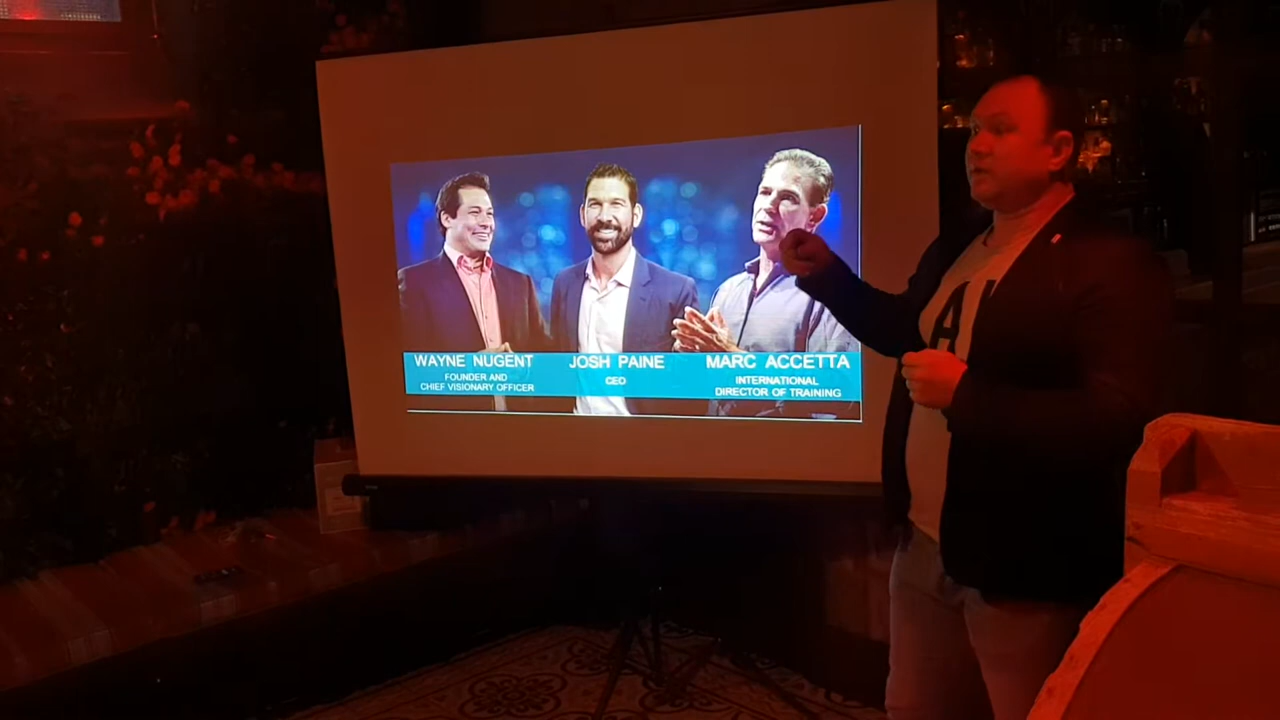 WAYNE NUGENT
FOUNDER AND
CHIEF VISIONARY OFFICER
JOSH PAINE
CEO
MARC ACCETTA
INTERNATIONAL
DIRECTOR OF TRAINING